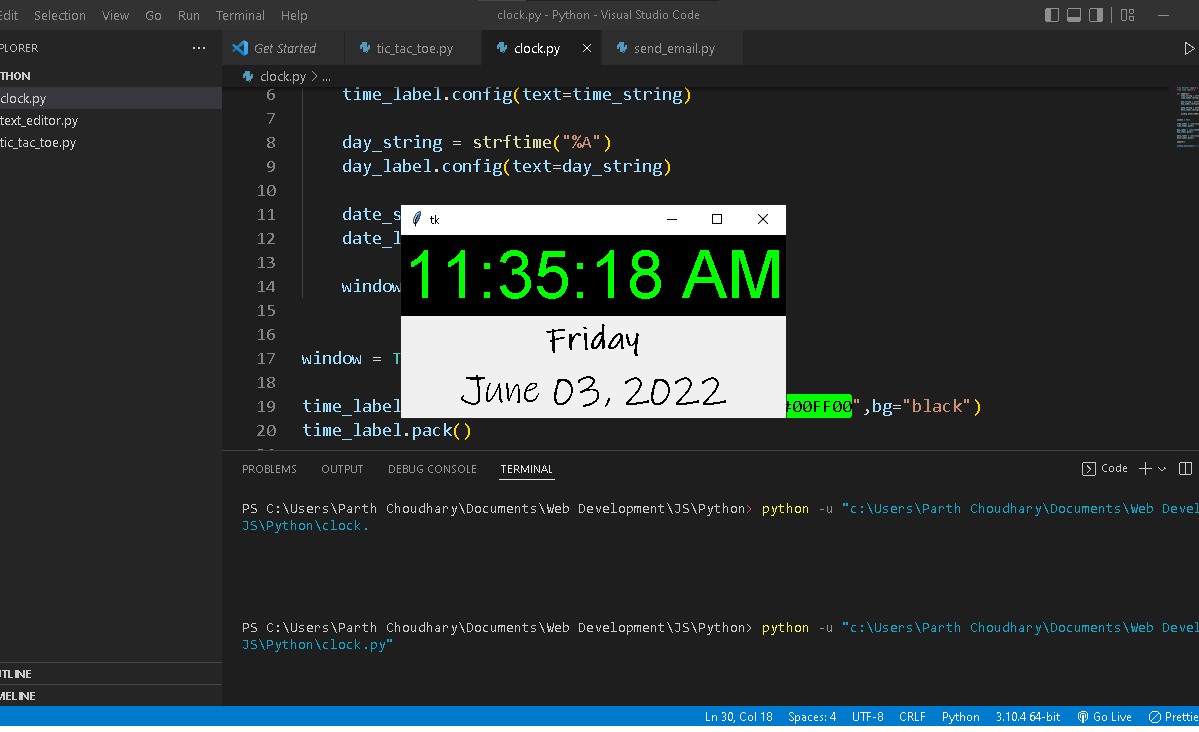 Edit Selection View Go Run Terminal Help clock.py - Python - Visual Studio Code
PLORER ...
Get Started tic_tac_toe.py clock.py send_email.py
THON
clock.py > ...
clock.py
text_editor.py
tic_tac_toe.py
6 time_label.config(text=time_string)
7
8 day_string = strftime("%A")
9 day_label.config(text=day_string)
10
11 date_s
12 date_l
13
14 window
15
16
17 window = T
18
19 time_label #00FF00",bg="black")
20 time_label.pack()
tk
11:35:18 AM
Friday
June 03, 2022
PROBLEMS OUTPUT DEBUG CONSOLE TERMINAL Code
PS C:\Users\Parth Choudhary\Documents\Web Development\JS\Python> python -u "c:\Users\Parth Choudhary\Documents\Web Devel
JS\Python\clock.
PS C:\Users\Parth Choudhary\Documents\Web Development\JS\Python> python -u "c:\Users\Parth Choudhary\Documents\Web Devel
JS\Python\clock.py"
UTLINE
MELINE
Ln 30, Col 18 Spaces: 4 UTF-8 CRLF Python 3.10.4 64-bit Go Live Prettie